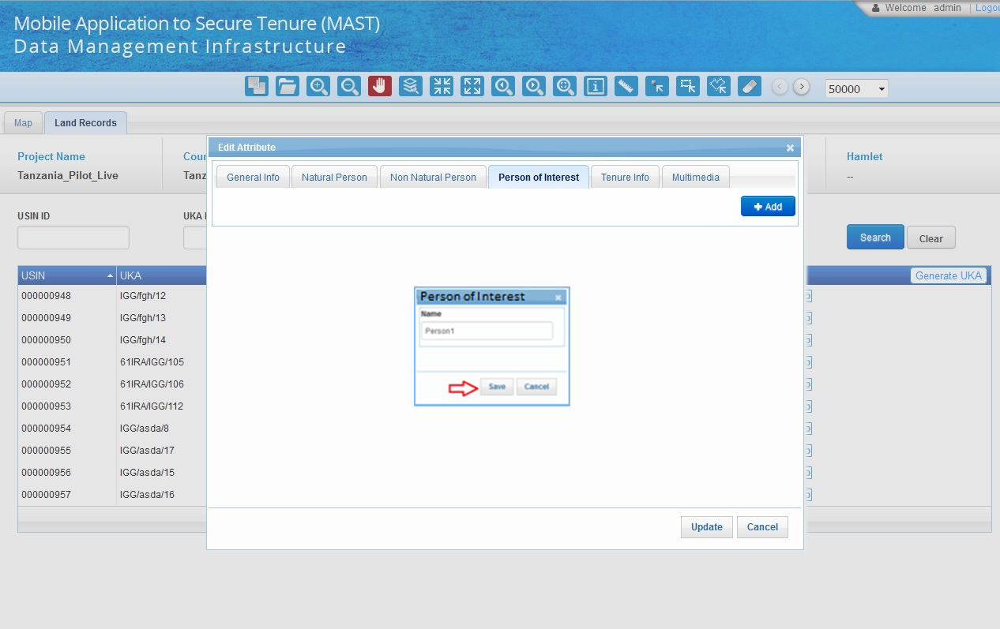 Welcome admin
Mobile Application to Secure Tenure (MAST)
Data Management Infrastructure
50000
Map
Land Records
Edit Attribute
Project Name
Tanzania_Pilot_Live
Hamlet
--
General Info
Natural Person
Non Natural Person
Person of Interest
Tenure Info
Multimedia
Add
USIN ID
UKA
Search
Clear
USIN
UKA
Generate UKA
000000948 IGG/fgh/12
000000949 IGG/fgh/13
000000950 IGG/fgh/14
000000951 61IRA/IGG/105
000000952 61IRA/IGG/106
000000953 61IRA/IGG/112
000000954 IGG/asda/8
000000955 IGG/asda/17
000000956 IGG/asda/15
000000957 IGG/asda/16
Person of Interest
Name
Person1
Save
Cancel
Update
Cancel